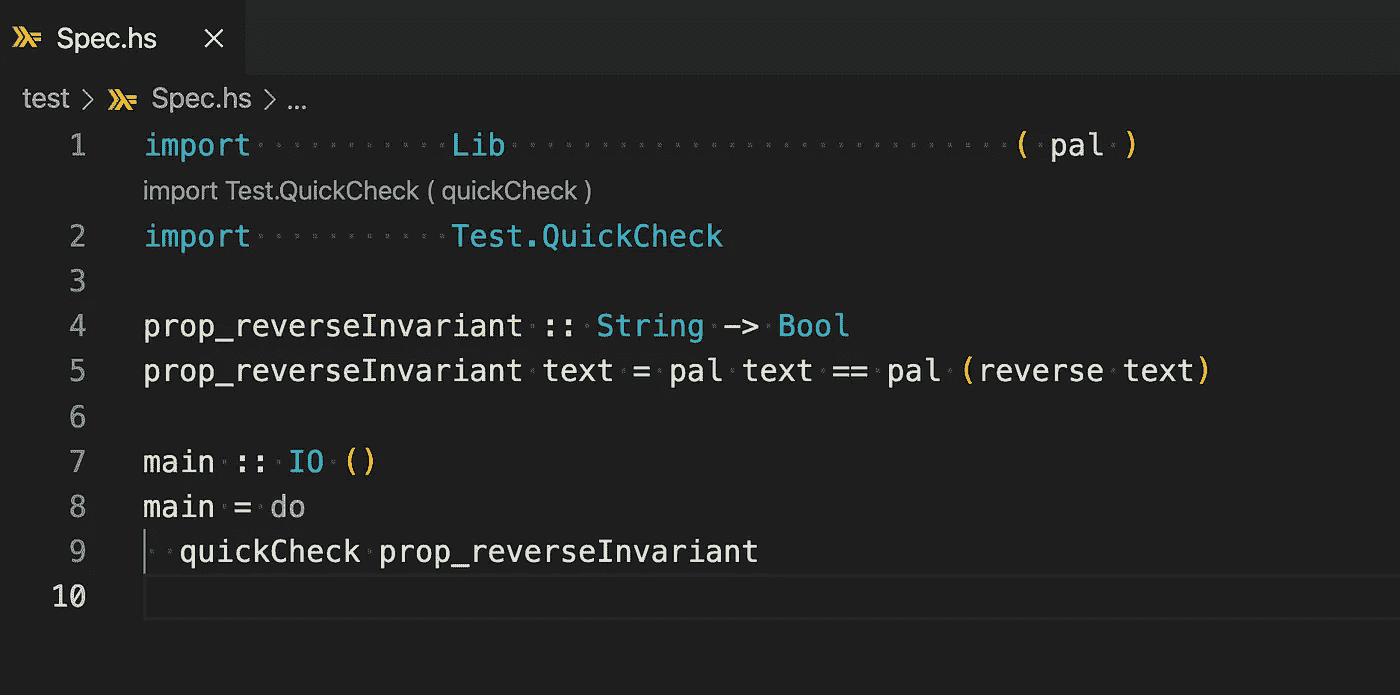 Spec.hs ×
test > Spec.hs > ...
1 import Lib ( pal )
import Test.QuickCheck ( quickCheck )
2 import Test.QuickCheck
3
4 prop_reverseInvariant :: String -> Bool
5 prop_reverseInvariant text = pal text == pal (reverse text)
6
7 main :: IO ()
8 main = do
9 quickCheck prop_reverseInvariant
10